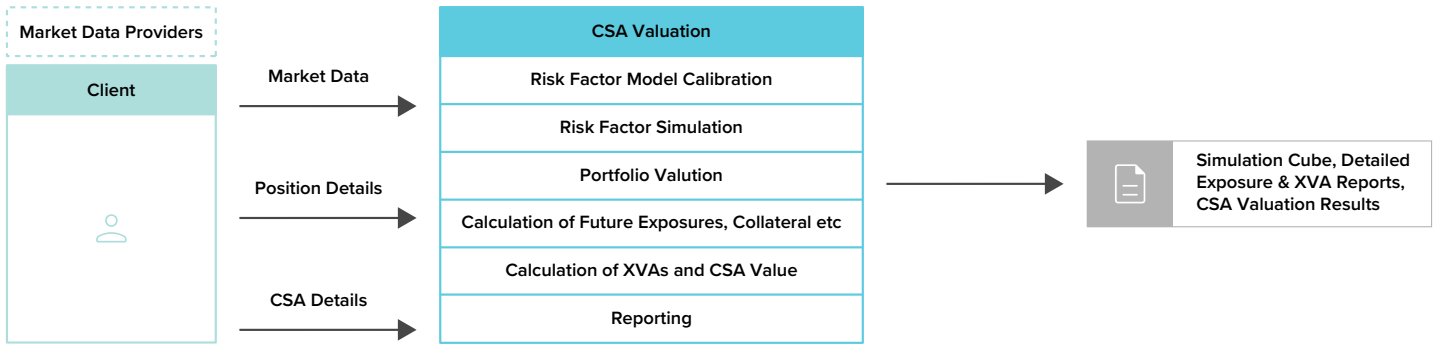 Market Data Providers
Client
Market Data
Position Details
CSA Details
CSA Valuation
Risk Factor Model Calibration
Risk Factor Simulation
Portfolio Valution
Calculation of Future Exposures, Collateral etc
Calculation of XVAs and CSA Value
Reporting
Simulation Cube, Detailed
Exposure & XVA Reports,
CSA Valuation Results